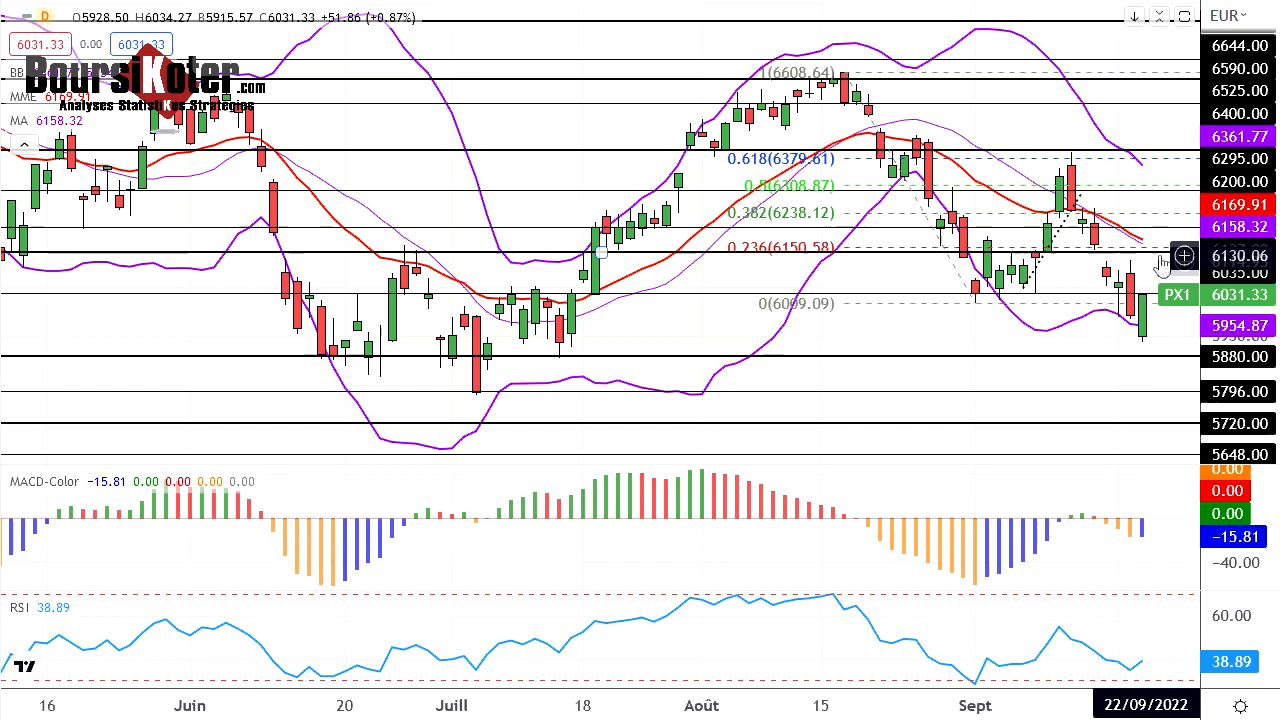 D O5928.50 H6034.27 B5915.57 C6031.33 +51.86 (+0.87%)
EUR
6031.33 0.00 6031.33
BoursiKoter.com
Analyses StatistiKes Strategies
BB
MME 6169.91
MA 6158.32
1(6608.64)
0.618(6379.61)
0.5(6308.87)
0.382(6238.12)
0.236(6150.58)
0(6009.09)
6644.00
6590.00
6525.00
6400.00
6361.77
6295.00
6200.00
6169.91
6158.32
6130.06
6035.00
PX1 6031.33
5954.87
5880.00
5796.00
5720.00
5648.00
MACD-Color −15.81 0.00 0.00 0.00 0.00
0.00
0.00
0.00
−15.81
−40.00
RSI 38.89
60.00
38.89
16 Juin 20 Juill 18 Août 15 Sept 22/09/2022